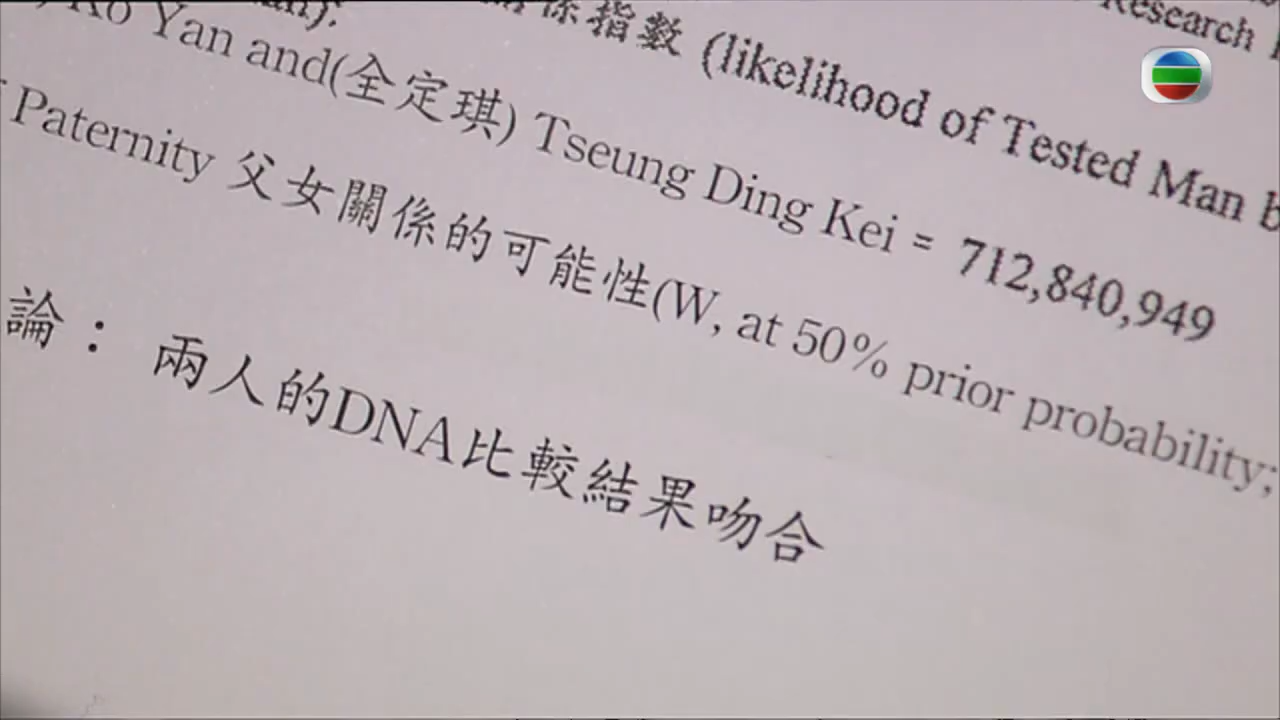 Research
係指數 (likelihood of Tested Man
Ko Yan and(全定琪) Tseung Ding Kei = 712,840,949
Paternity 父女關係的可能性(W, at 50% prior probability;
論： 兩人的DNA比較結果吻合